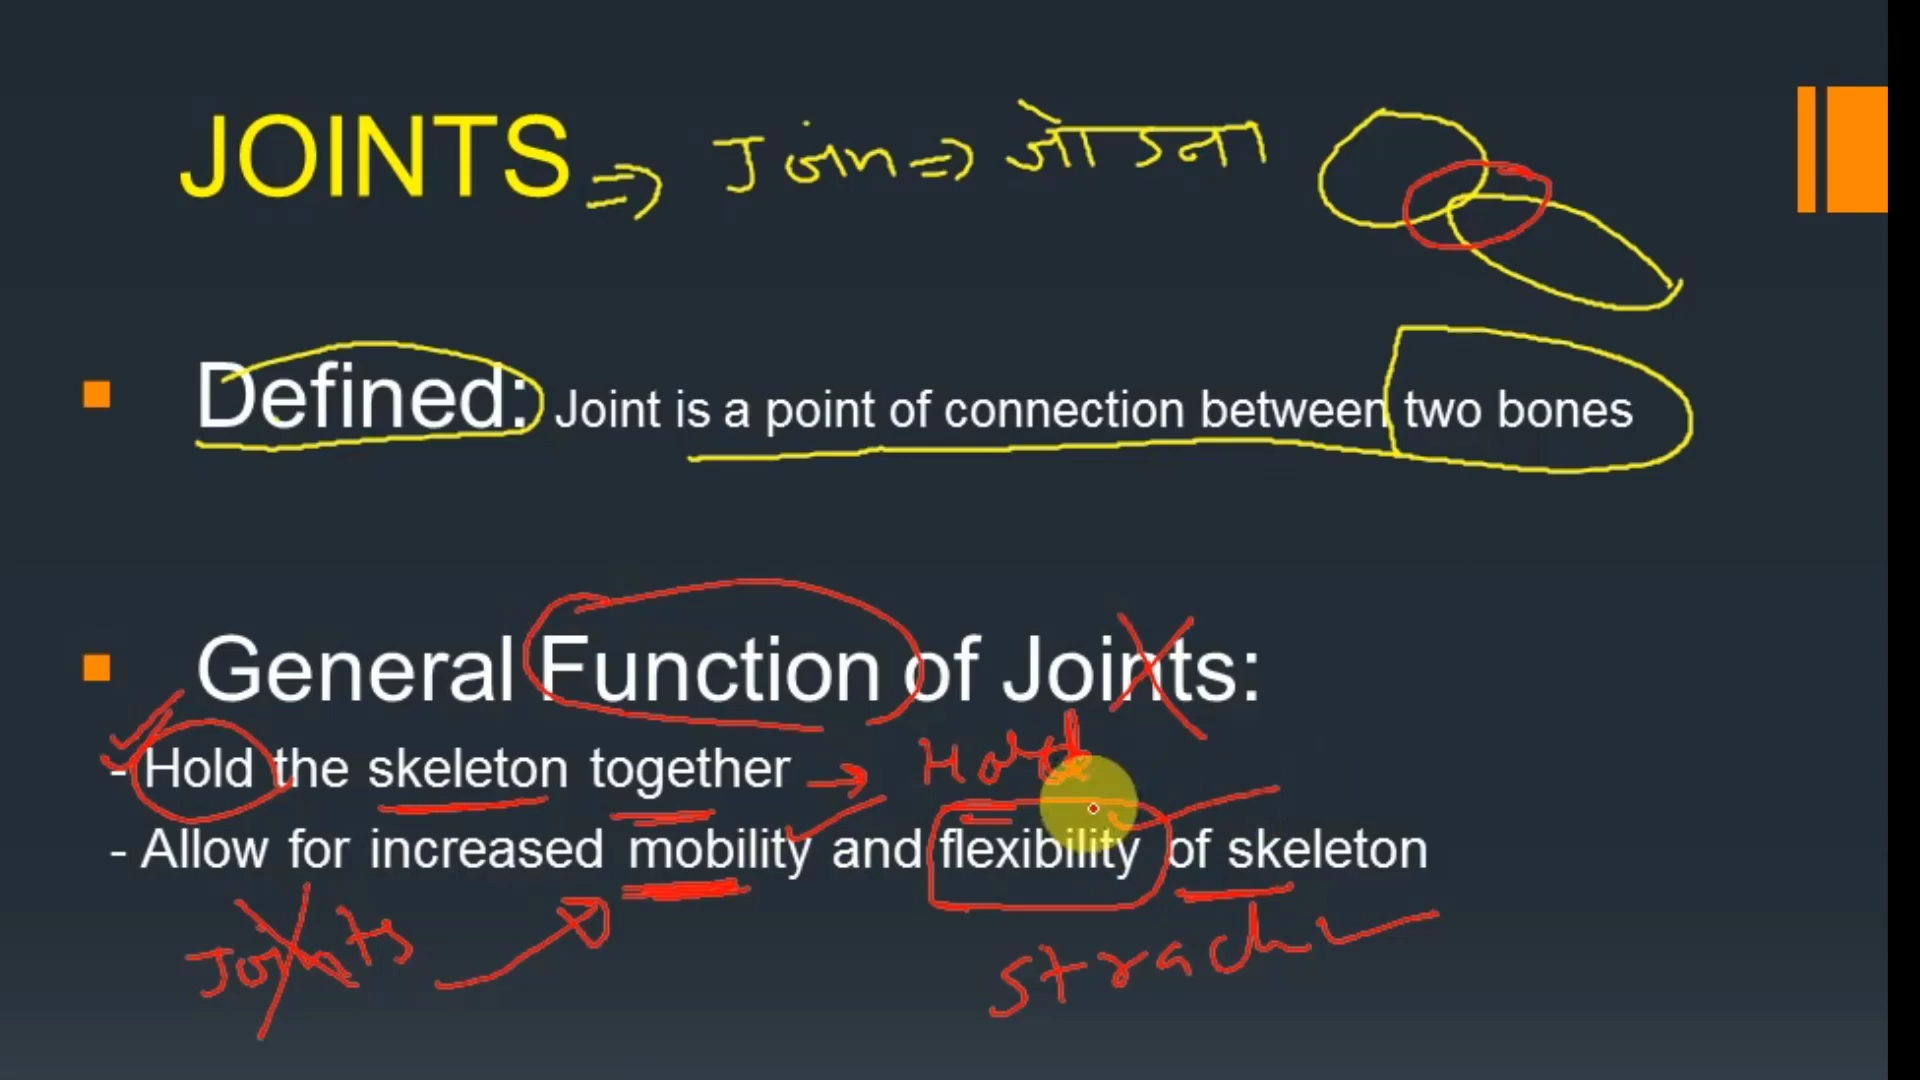 JOINTS ⇒ Join ⇒ जोडना
Defined: Joint is a point of connection between two bones
General Function of Joints:
- Hold the skeleton together → Hold
- Allow for increased mobility and flexibility of skeleton
Joints
strach